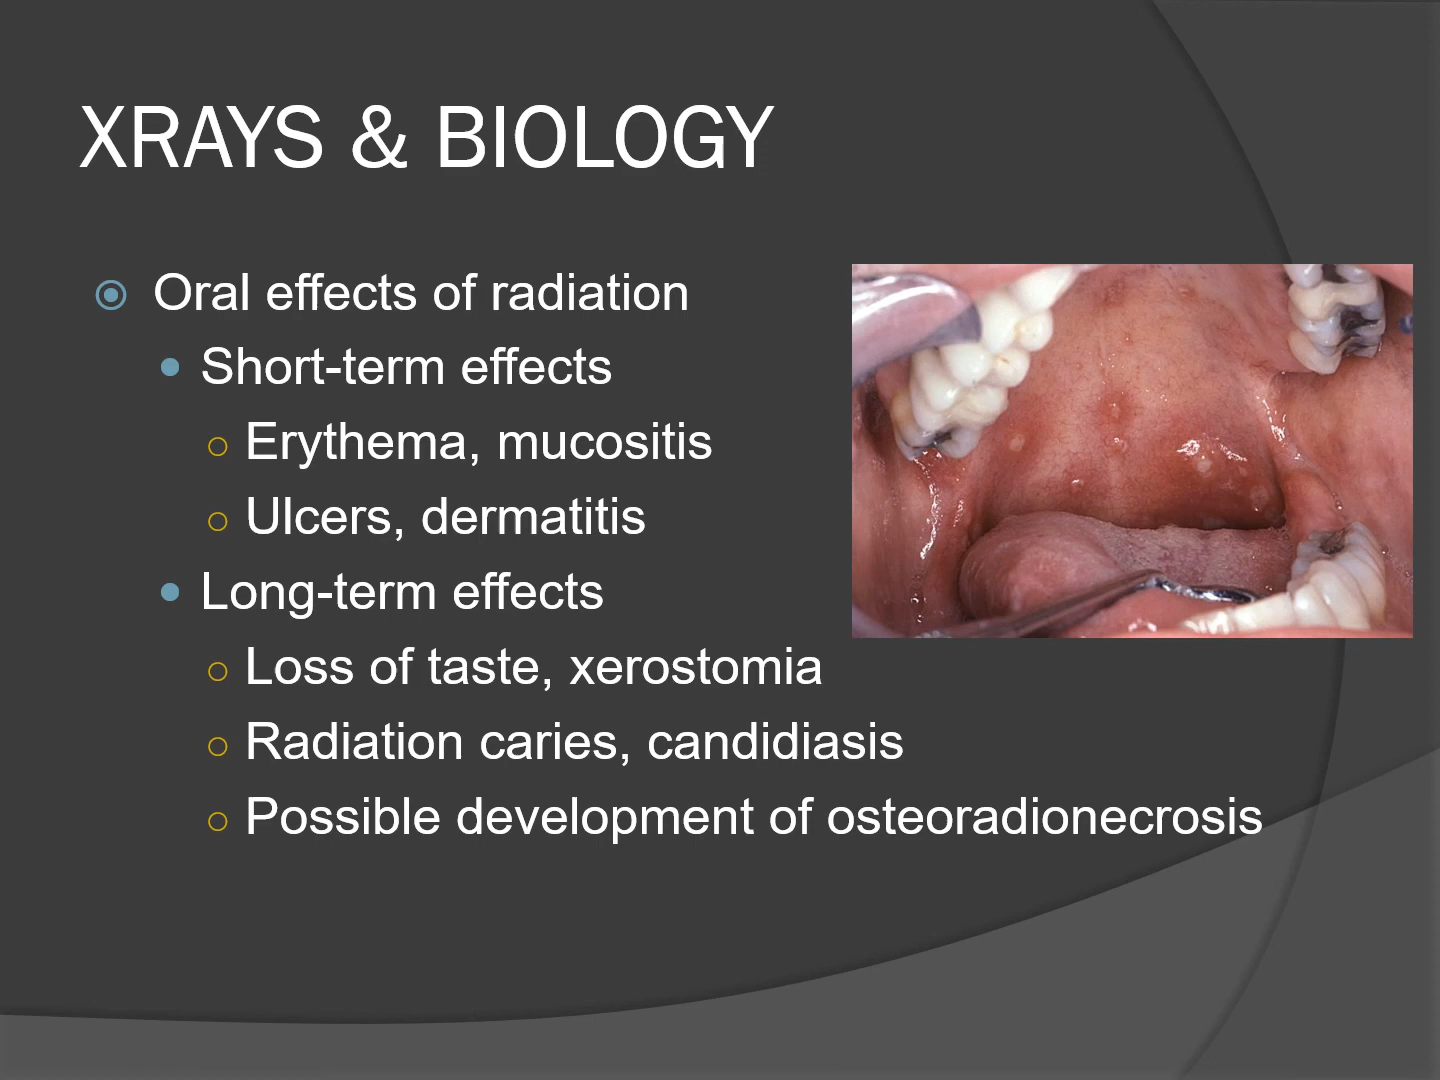 XRAYS & BIOLOGY
Oral effects of radiation
Short-term effects
Erythema, mucositis
Ulcers, dermatitis
Long-term effects
Loss of taste, xerostomia
Radiation caries, candidiasis
Possible development of osteoradionecrosis